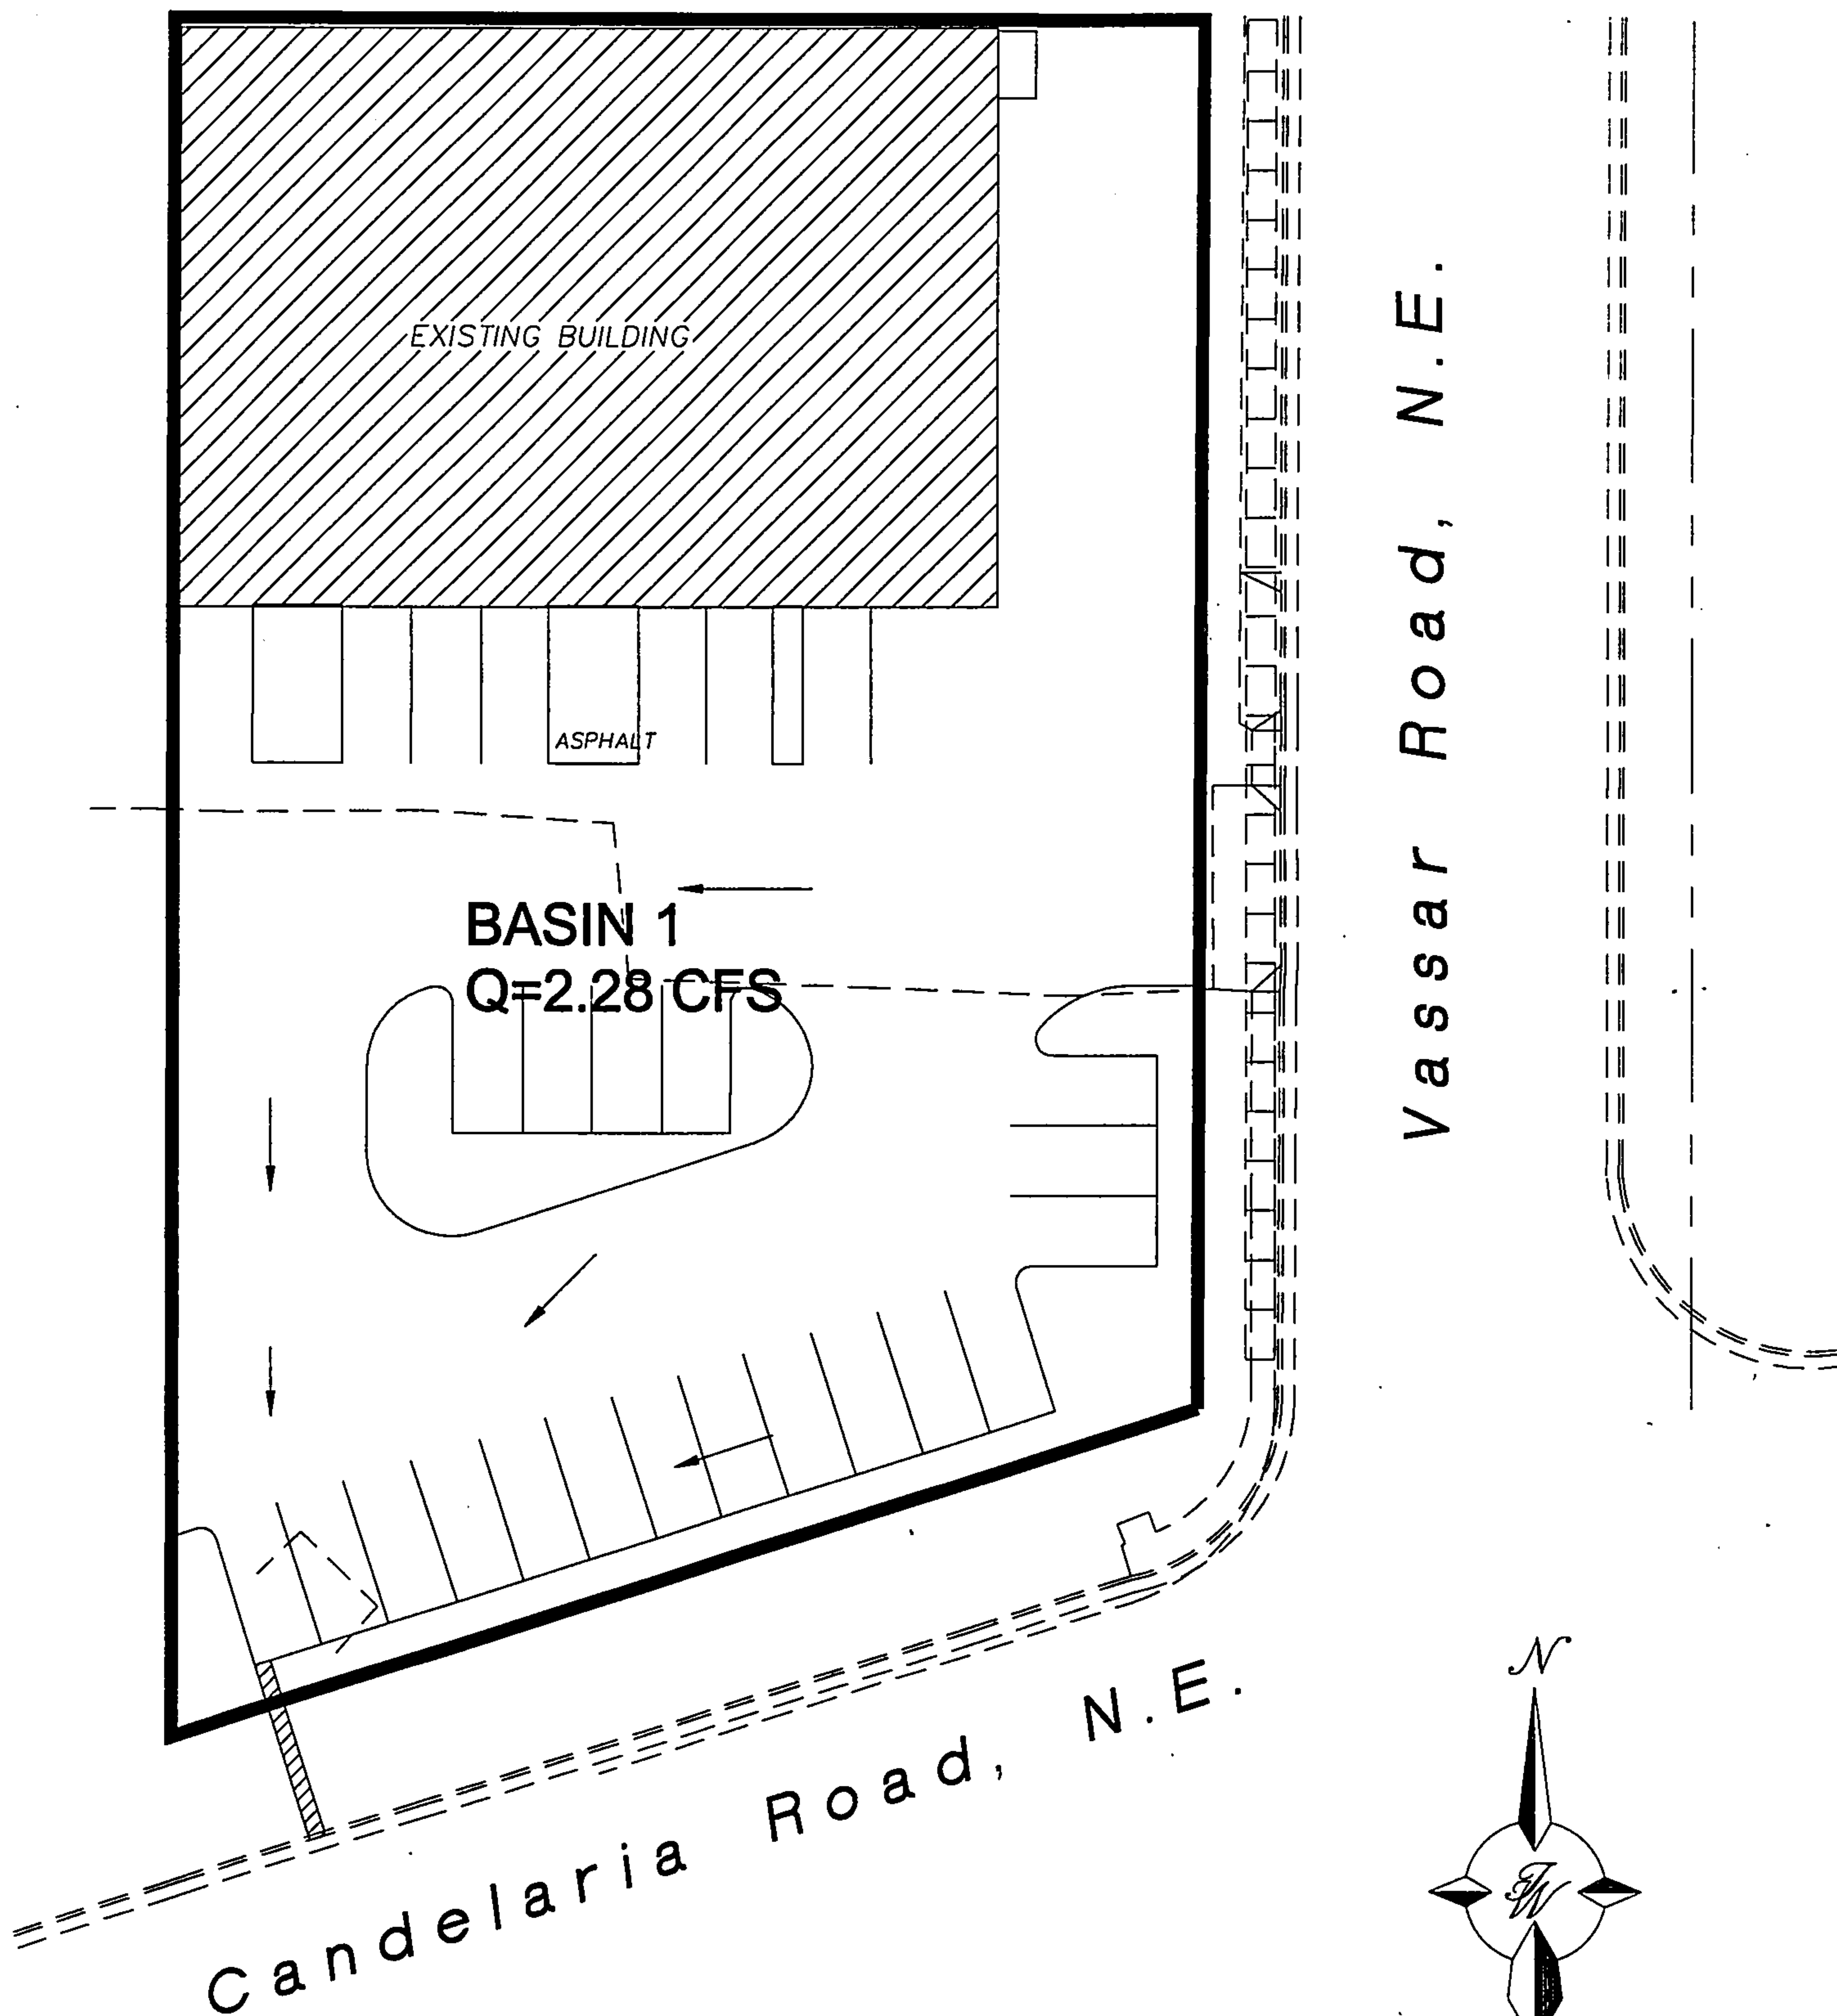 EXISTING BUILDING
Vassar Road, N.E.
ASPHALT
BASIN 1
Q=2.28 CFS
Candelaria Road, N.E.
N